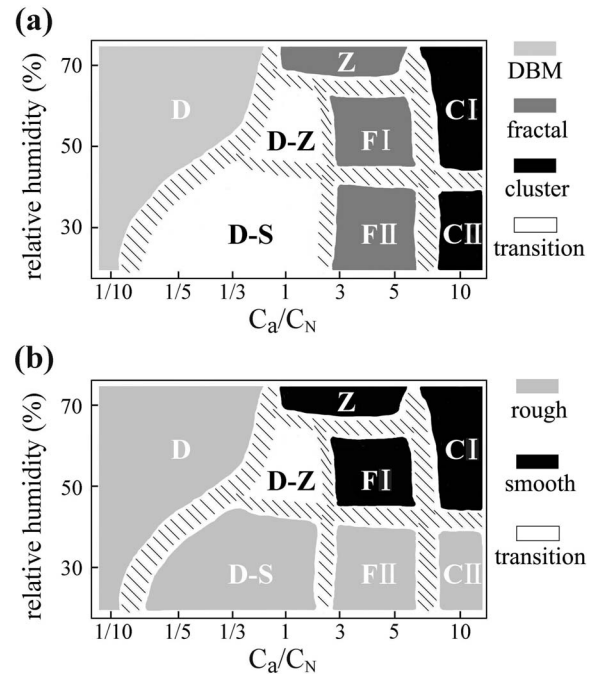 (a)
relative humidity (%)
70
50
30
D
Z
CI
D-Z
FI
D-S
FII
CII
DBM
fractal
cluster
transition
1/10 1/5 1/3 1 3 5 10
Ca/CN
(b)
relative humidity (%)
70
50
30
D
Z
CI
D-Z
FI
D-S
FII
CII
rough
smooth
transition
1/10 1/5 1/3 1 3 5 10
Ca/CN